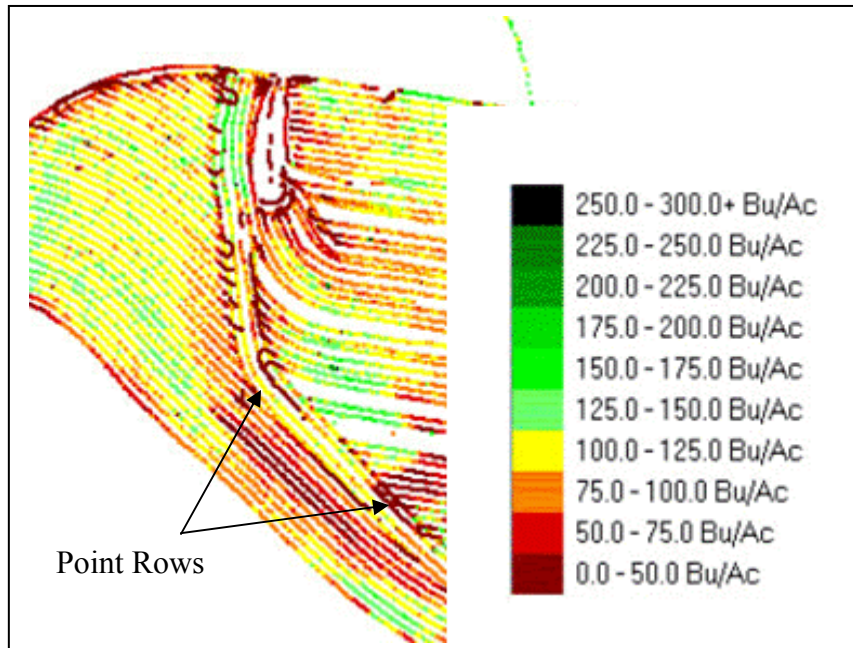 250.0 - 300.0+ Bu/Ac
225.0 - 250.0 Bu/Ac
200.0 - 225.0 Bu/Ac
175.0 - 200.0 Bu/Ac
150.0 - 175.0 Bu/Ac
125.0 - 150.0 Bu/Ac
100.0 - 125.0 Bu/Ac
75.0 - 100.0 Bu/Ac
50.0 - 75.0 Bu/Ac
0.0 - 50.0 Bu/Ac
Point Rows